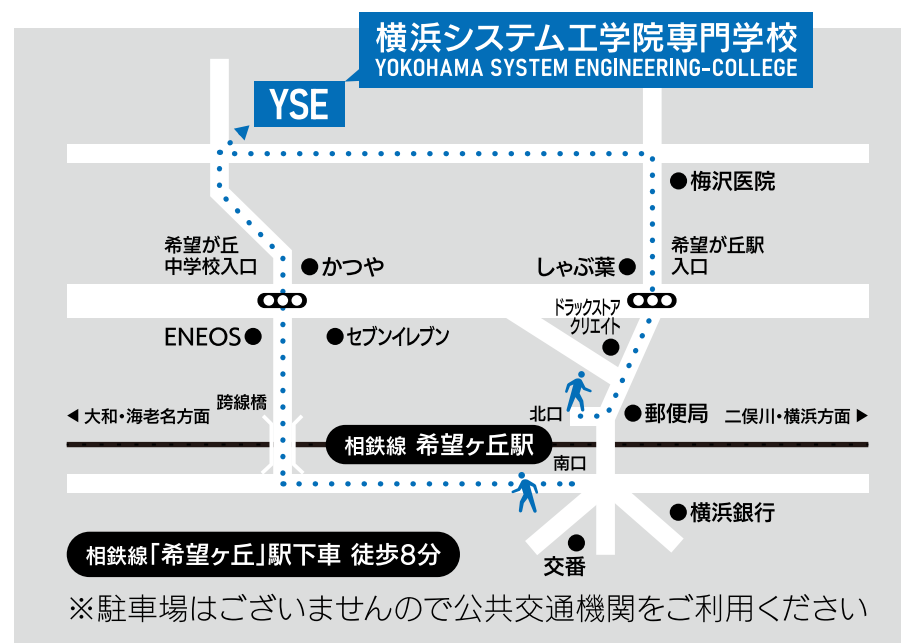 横浜システム工学院専門学校
YOKOHAMA SYSTEM ENGINEERING-COLLEGE
YSE
梅沢医院
希望が丘
中学校入口
かつや
しゃぶ葉
希望が丘駅
入口
ドラックストア
クリエイト
ENEOS
セブンイレブン
跨線橋
大和・海老名方面
北口
郵便局
二俣川・横浜方面
相鉄線 希望ヶ丘駅
南口
横浜銀行
交番
相鉄線「希望ヶ丘」駅下車 徒歩8分
※駐車場はございませんので公共交通機関をご利用ください